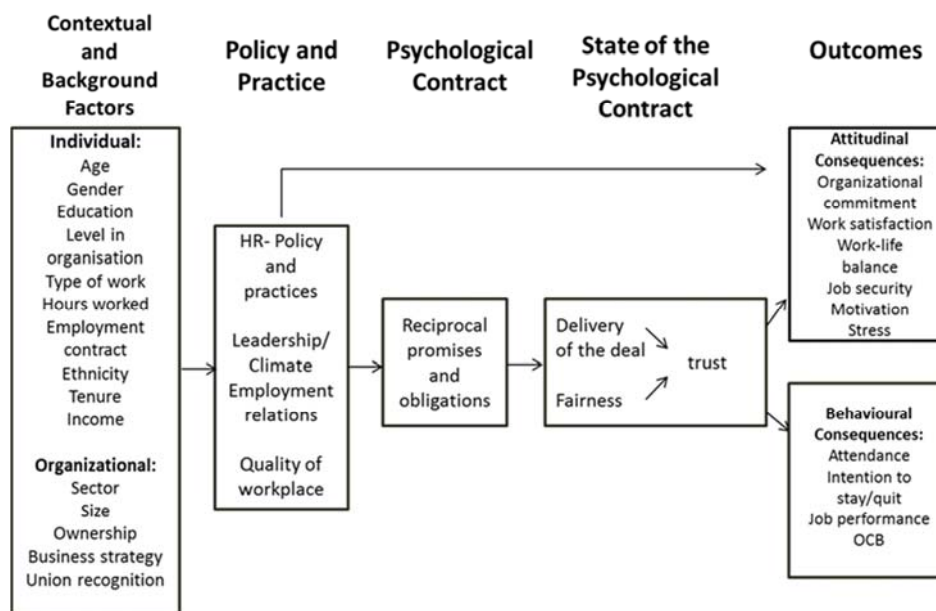 Contextual
and
Background
Factors
Individual:
Age
Gender
Education
Level in
organisation
Type of work
Hours worked
Employment
contract
Ethnicity
Tenure
Income
Organizational:
Sector
Size
Ownership
Business strategy
Union recognition
Policy and
Practice
HR- Policy
and
practices
Leadership/
Climate
Employment
relations
Quality of
workplace
Psychological
Contract
Reciprocal
promises
and
obligations
State of the
Psychological
Contract
Delivery
of the deal
Fairness
trust
Outcomes
Attitudinal
Consequences:
Organizational
commitment
Work satisfaction
Work-life
balance
Job security
Motivation
Stress
Behavioural
Consequences:
Attendance
Intention to
stay/quit
Job performance
OCB